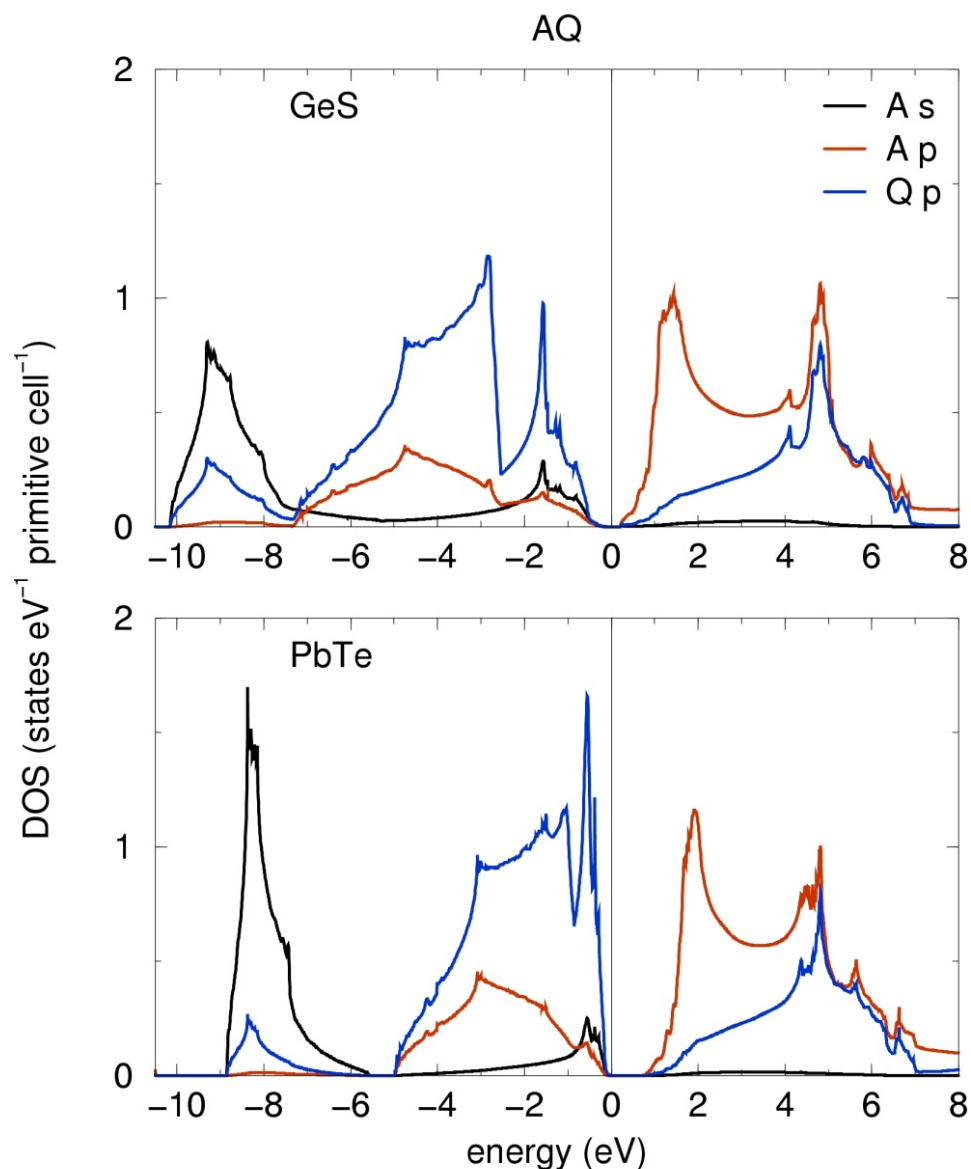 AQ
2
GeS
A s
A p
Q p
1
0
−10 −8 −6 −4 −2 0 2 4 6 8
DOS (states eV⁻¹ primitive cell⁻¹)
2
PbTe
1
0
−10 −8 −6 −4 −2 0 2 4 6 8
energy (eV)